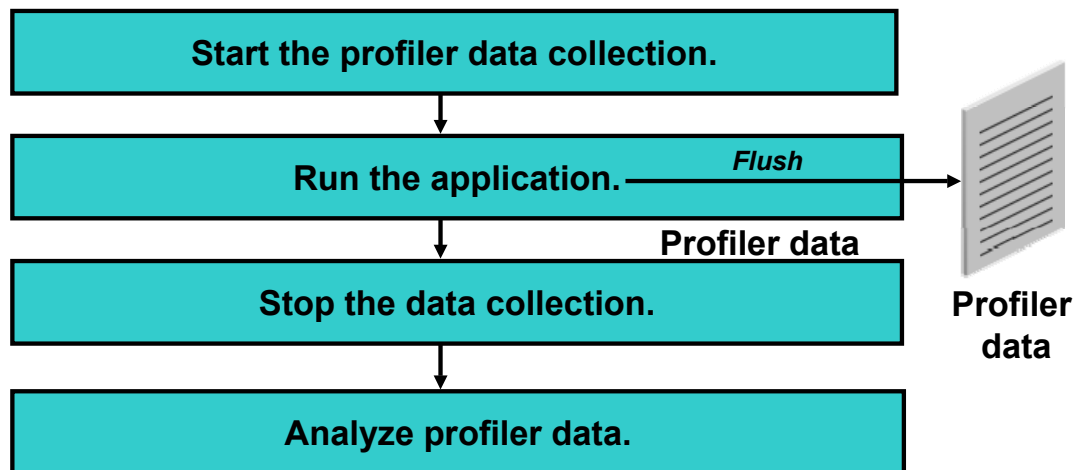 Start the profiler data collection.
Run the application.
Flush
Profiler data
Stop the data collection.
Profiler
data
Analyze profiler data.